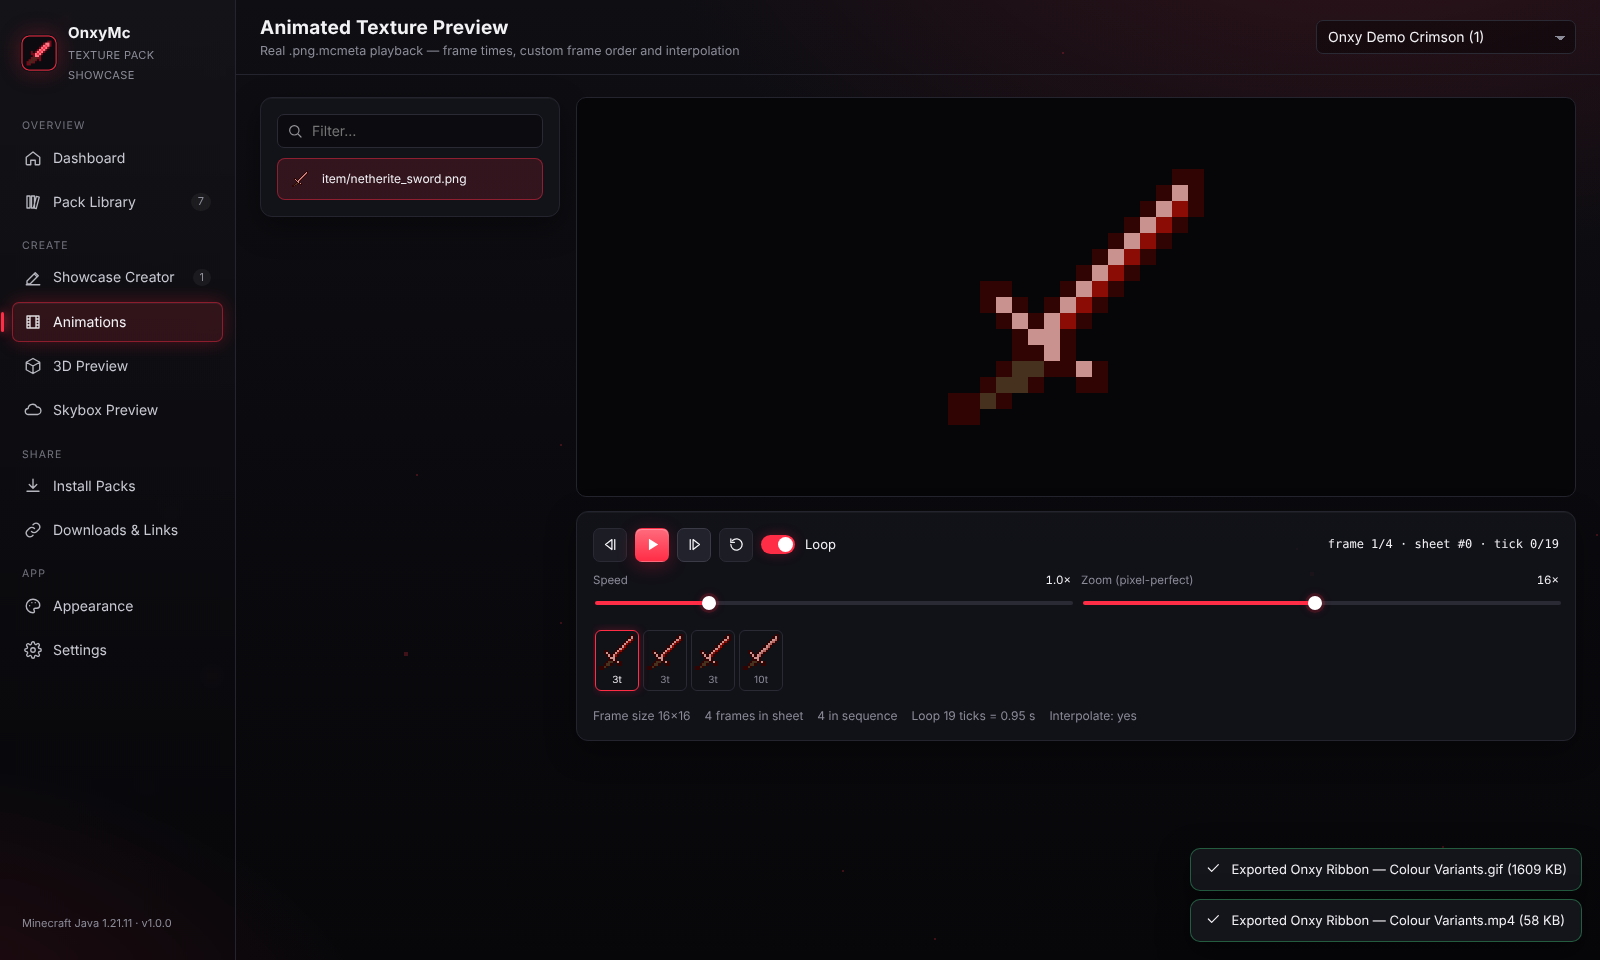 OnxyMc
TEXTURE PACK
SHOWCASE
OVERVIEW
Dashboard
Pack Library 7
CREATE
Showcase Creator 1
Animations
3D Preview
Skybox Preview
SHARE
Install Packs
Downloads & Links
APP
Appearance
Settings
Minecraft Java 1.21.11 · v1.0.0
Animated Texture Preview
Real .png.mcmeta playback — frame times, custom frame order and interpolation
Onxy Demo Crimson (1)
Filter...
item/netherite_sword.png
Loop
frame 1/4 · sheet #0 · tick 0/19
Speed 1.0×
Zoom (pixel-perfect) 16×
3t 3t 3t 10t
Frame size 16×16 4 frames in sheet 4 in sequence Loop 19 ticks = 0.95 s Interpolate: yes
Exported Onxy Ribbon — Colour Variants.gif (1609 KB)
Exported Onxy Ribbon — Colour Variants.mp4 (58 KB)